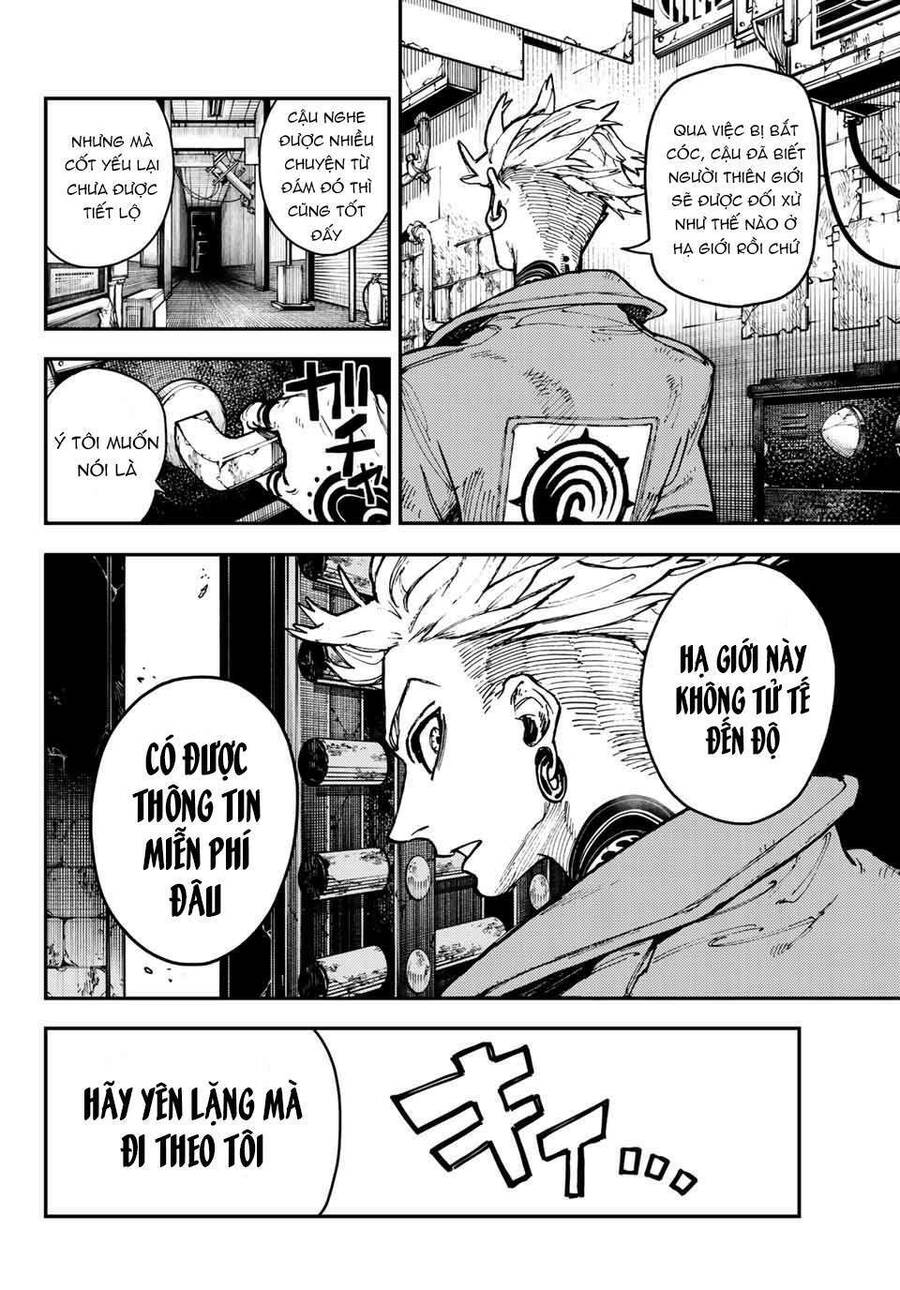 QUA VIỆC BỊ BẮT
CÓC, CẬU ĐÃ BIẾT
NGƯỜI THIÊN GIỚI
SẼ ĐƯỢC ĐỐI XỬ
NHƯ THẾ NÀO Ở
HẠ GIỚI RỒI CHỨ
CẬU NGHE
ĐƯỢC NHIỀU
CHUYỆN TỪ
ĐÁM ĐÓ THÌ
CŨNG TỐT
ĐẤY
NHƯNG MÀ
CỐT YẾU LẠI
CHƯA ĐƯỢC
TIẾT LỘ
ガチャ
Ý TÔI MUỐN
NÓI LÀ
HẠ GIỚI NÀY
KHÔNG TỬ TẾ
ĐẾN ĐỘ
CÓ ĐƯỢC
THÔNG TIN
MIỄN PHÍ
ĐÂU
キィ...
HÃY YÊN LẶNG MÀ
ĐI THEO TÔI